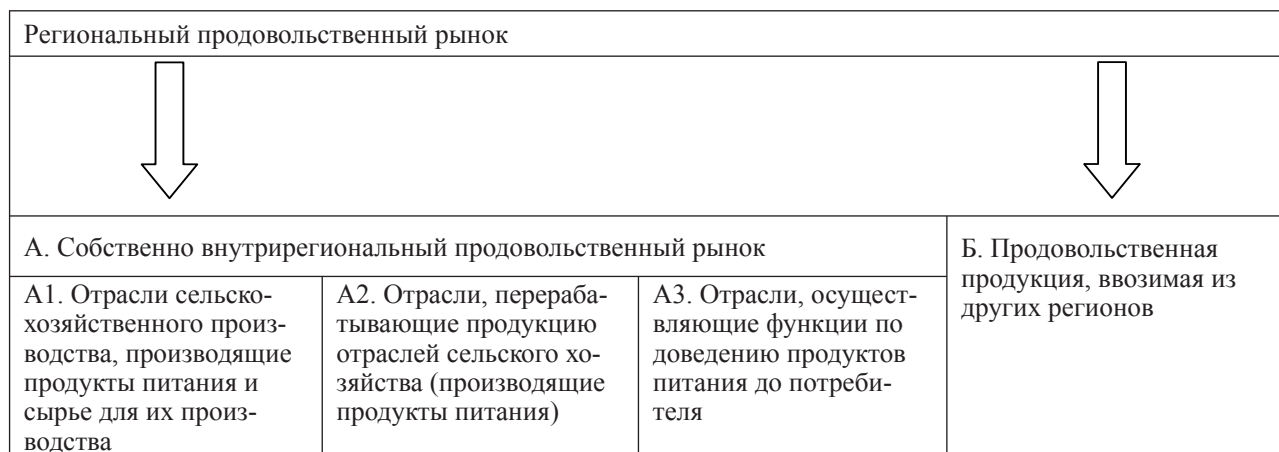 Региональный продовольственный рынок
А. Собственно внутрирегиональный продовольственный рынок
А1. Отрасли сельско-
хозяйственного произ-
водства, производящие
продукты питания и
сырье для их произ-
водства
А2. Отрасли, перераба-
тывающие продукцию
отраслей сельского хо-
зяйства (производящие
продукты питания)
А3. Отрасли, осущест-
вляющие функции по
доведению продуктов
питания до потреби-
теля
Б. Продовольственная
продукция, ввозимая из
других регионов